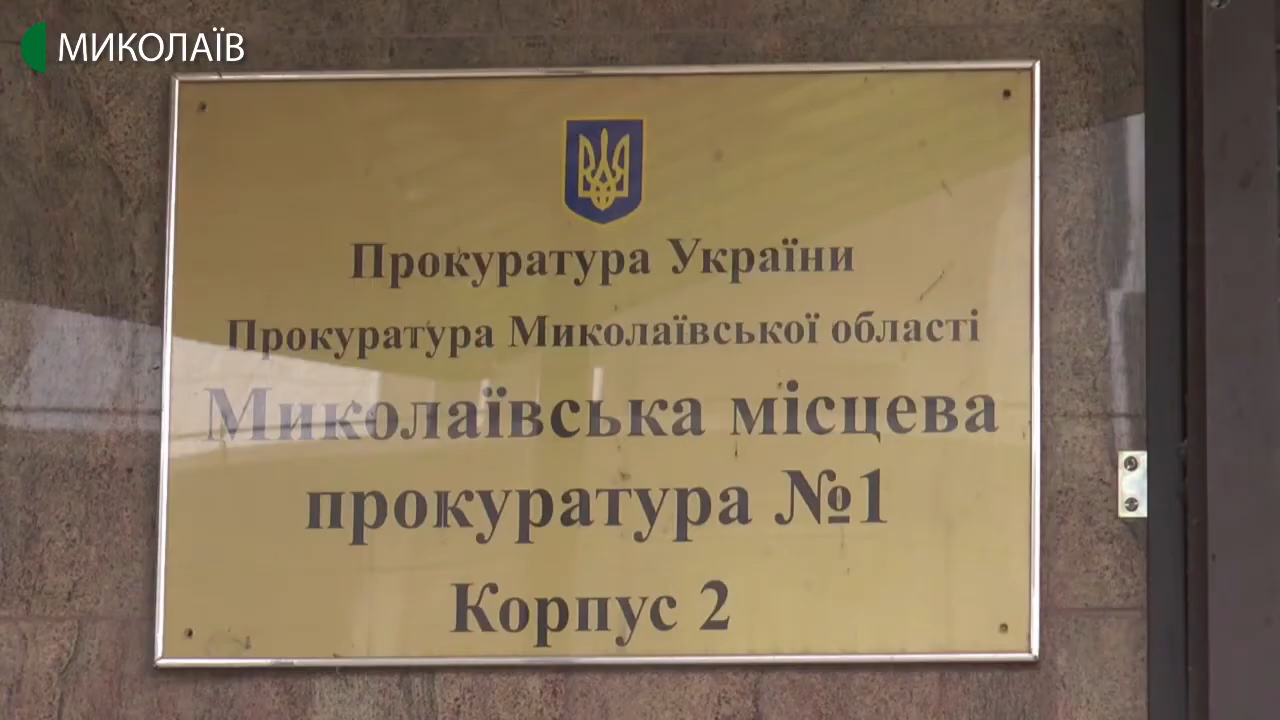 МИКОЛАЇВ
Прокуратура України
Прокуратура Миколаївської області
Миколаївська місцева
прокуратура №1
Корпус 2